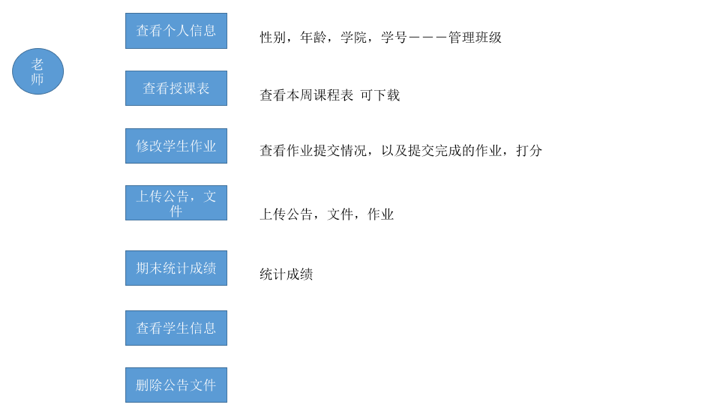 老
师
查看个人信息
性别，年龄，学院，学号－－－管理班级
查看授课表
查看本周课程表 可下载
修改学生作业
查看作业提交情况，以及提交完成的作业，打分
上传公告，文
件
上传公告，文件，作业
期末统计成绩
统计成绩
查看学生信息
删除公告文件